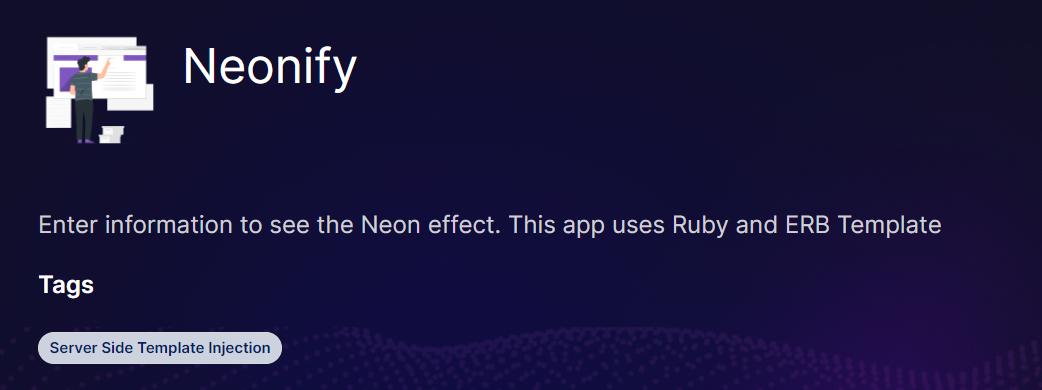 Neonify
Enter information to see the Neon effect. This app uses Ruby and ERB Template
Tags
Server Side Template Injection